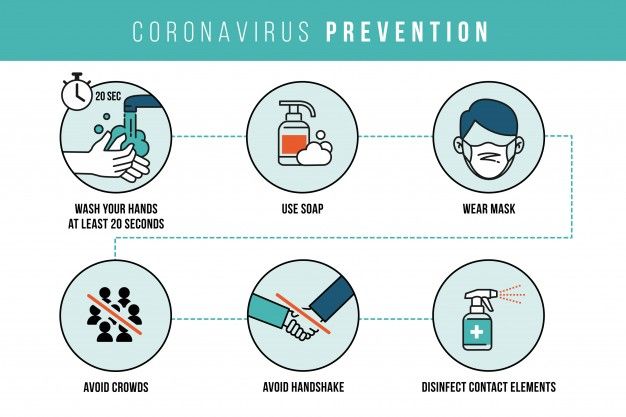 CORONAVIRUS PREVENTION
20 SEC
WASH YOUR HANDS
AT LEAST 20 SECONDS
USE SOAP
WEAR MASK
AVOID CROWDS
AVOID HANDSHAKE
DISINFECT CONTACT ELEMENTS